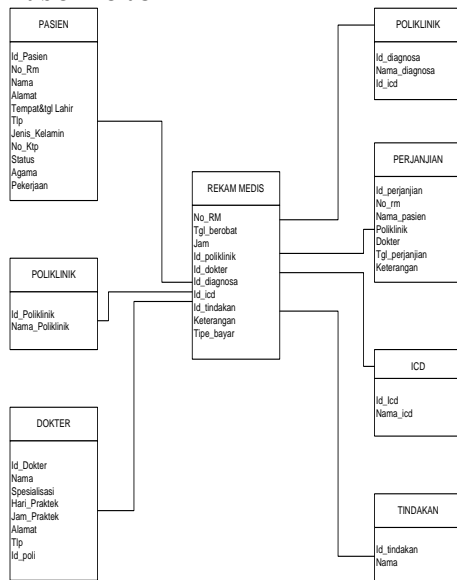 PASIEN
Id_Pasien
No_Rm
Nama
Alamat
Tempat&tgl Lahir
Tlp
Jenis_Kelamin
No_Ktp
Status
Agama
Pekerjaan
POLIKLINIK
Id_Poliklinik
Nama_Poliklinik
DOKTER
Id_Dokter
Nama
Spesialisasi
Hari_Praktek
Jam_Praktek
Alamat
Tlp
Id_poli
REKAM MEDIS
No_RM
Tgl_berobat
Jam
Id_poliklinik
Id_dokter
Id_diagnosa
Id_icd
Id_tindakan
Keterangan
Tipe_bayar
POLIKLINIK
Id_diagnosa
Nama_diagnosa
Id_icd
PERJANJIAN
Id_perjanjian
No_rm
Nama_pasien
Poliklinik
Dokter
Tgl_perjanjian
Keterangan
ICD
Id_Icd
Nama_icd
TINDAKAN
Id_tindakan
Nama